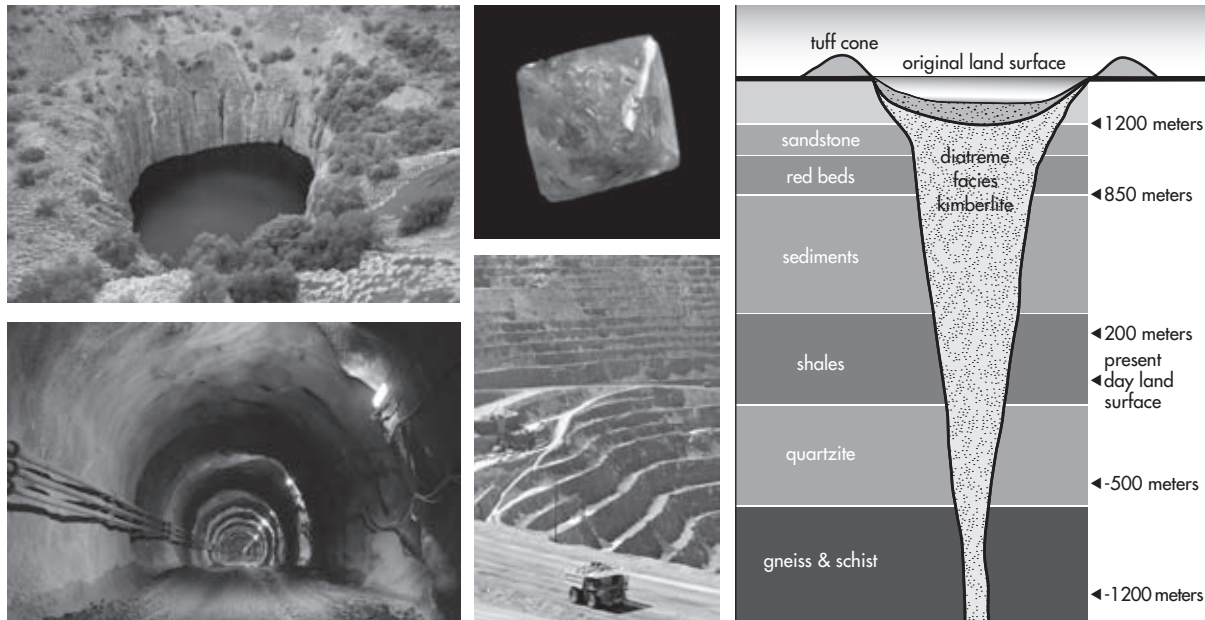 tuff cone
original land surface
1200 meters
sandstone
diatreme
facies
kimberlite
red beds
850 meters
sediments
200 meters
shales
present
day land
surface
quartzite
-500 meters
gneiss & schist
-1200 meters